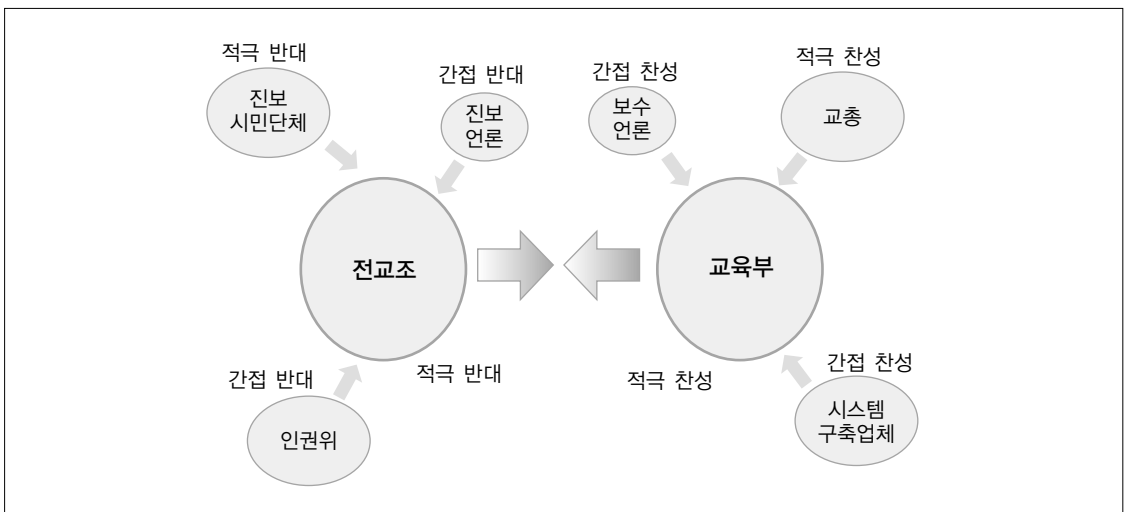 적극 반대
진보
시민단체
간접 반대
진보
언론
간접 찬성
보수
언론
적극 찬성
교총
전교조
교육부
적극 반대
적극 찬성
간접 반대
인권위
간접 찬성
시스템
구축업체